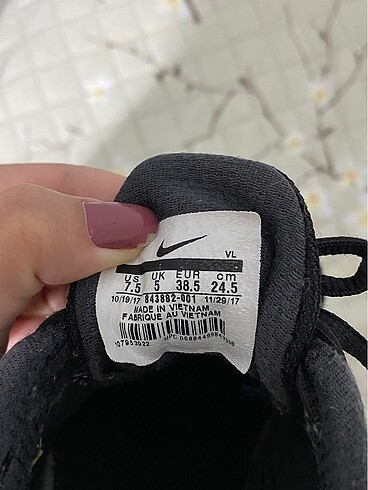 VL
US UK EUR cm
7.5 5 38.5 24.5
10/19/17 843882-001 11/29/17
MADE IN VIETNAM
FABRIQUE AU VIETNAM